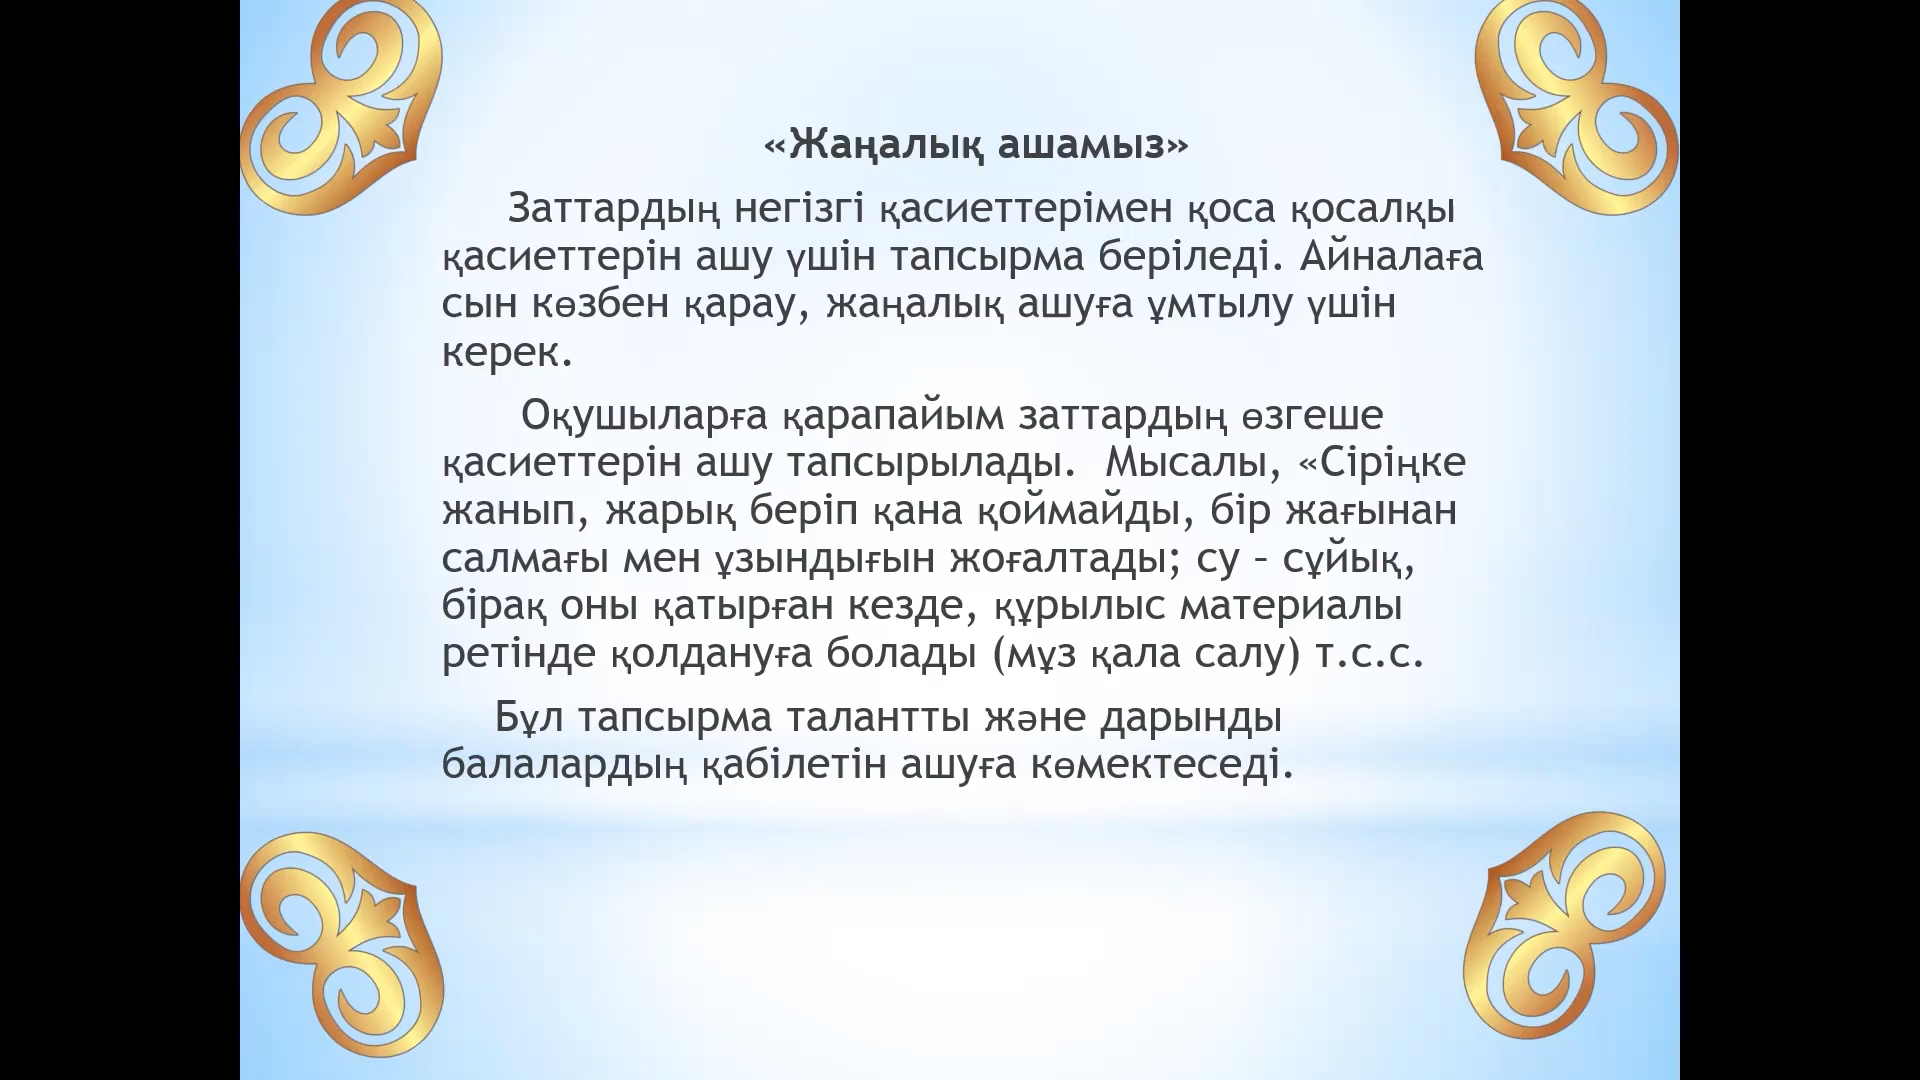 «Жаңалық ашамыз»
Заттардың негізгі қасиеттерімен қоса қосалқы
қасиеттерін ашу үшін тапсырма беріледі. Айналаға
сын көзбен қарау, жаңалық ашуға ұмтылу үшін
керек.
Оқушыларға қарапайым заттардың өзгеше
қасиеттерін ашу тапсырылады. Мысалы, «Сіріңке
жанып, жарық беріп қана қоймайды, бір жағынан
салмағы мен ұзындығын жоғалтады; су – сұйық,
бірақ оны қатырған кезде, құрылыс материалы
ретінде қолдануға болады (мұз қала салу) т.с.с.
Бұл тапсырма талантты және дарынды
балалардың қабілетін ашуға көмектеседі.